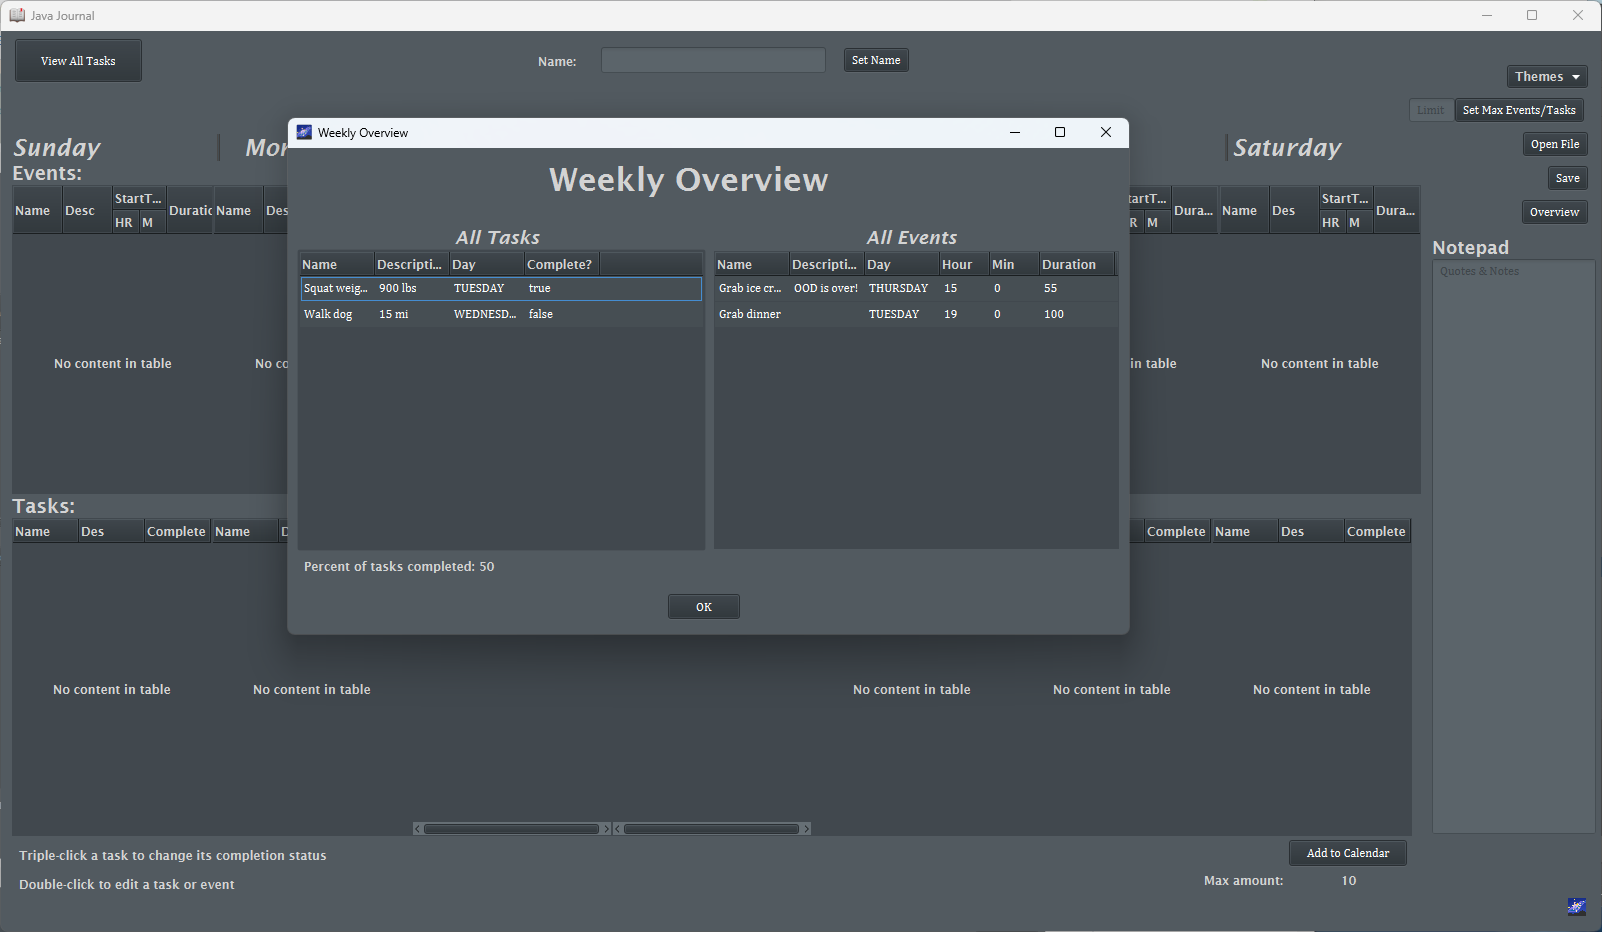 Java Journal
View All Tasks
Name:
Set Name
Themes
Limit
Set Max Events/Tasks
Open File
Save
Overview
Notepad
Quotes & Notes
Sunday
Mor
Saturday
Events:
Name Desc StartT... HR M Duratio
Name Des
tartT... R M Dura...
Name Des StartT... HR M Dura...
No content in table
No co
in table
No content in table
Weekly Overview
Weekly Overview
All Tasks
Name Descripti... Day Complete?
Squat weig... 900 lbs TUESDAY true
Walk dog 15 mi WEDNESD... false
All Events
Name Descripti... Day Hour Min Duration
Grab ice cr... OOD is over! THURSDAY 15 0 55
Grab dinner TUESDAY 19 0 100
Percent of tasks completed: 50
OK
Tasks:
Name Des Complete Name D
Complete Name Des Complete
No content in table
No content in table
No content in table
No content in table
No content in table
Triple-click a task to change its completion status
Double-click to edit a task or event
Add to Calendar
Max amount: 10